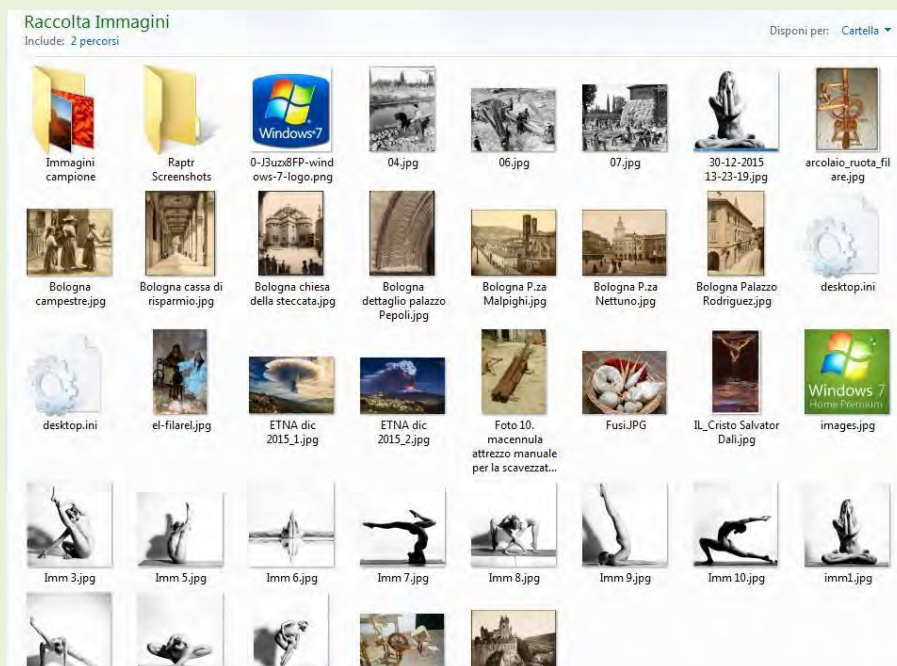 Raccolta Immagini
Include: 2 percorsi
Disponi per: Cartella
Windows 7
Immagini
campione
Raptr
Screenshots
0-J3uzx8FP-wind
ows-7-logo.png
04.jpg
06.jpg
07.jpg
30-12-2015
13-23-19.jpg
arcolaio_ruota_fil
are.jpg
Bologna
campestre.jpg
Bologna cassa di
risparmio.jpg
Bologna chiesa
della steccata.jpg
Bologna
dettaglio palazzo
Pepoli.jpg
Bologna P.za
Malpighi.jpg
Bologna P.za
Nettuno.jpg
Bologna Palazzo
Rodriguez.jpg
desktop.ini
Windows 7
Home Premium
desktop.ini
el-filarel.jpg
ETNA dic
2015_1.jpg
ETNA dic
2015_2.jpg
Foto 10.
macennula
attrezzo manuale
per la scavezzat...
Fusi.JPG
IL_Cristo Salvator
Dali.jpg
images.jpg
Imm 3.jpg
Imm 5.jpg
Imm 6.jpg
Imm 7.jpg
Imm 8.jpg
Imm 9.jpg
Imm 10.jpg
imm1.jpg